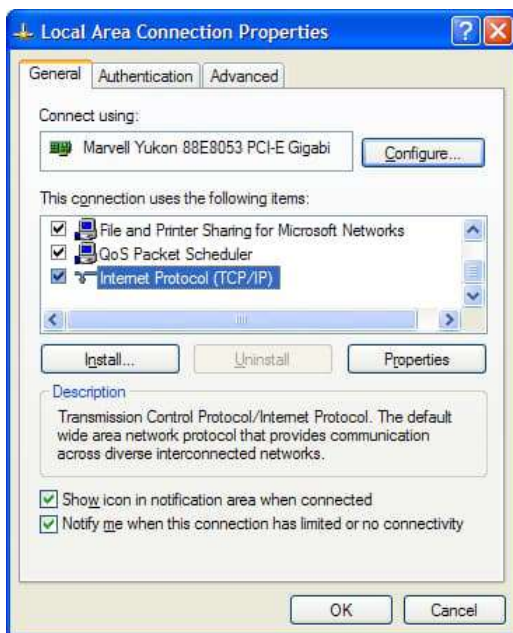 Local Area Connection Properties
General Authentication Advanced
Connect using:
Marvell Yukon 88E8053 PCI-E Gigabi
Configure...
This connection uses the following items:
File and Printer Sharing for Microsoft Networks
QoS Packet Scheduler
Internet Protocol (TCP/IP)
Install... Uninstall Properties
Description
Transmission Control Protocol/Internet Protocol. The default
wide area network protocol that provides communication
across diverse interconnected networks.
Show icon in notification area when connected
Notify me when this connection has limited or no connectivity
OK Cancel